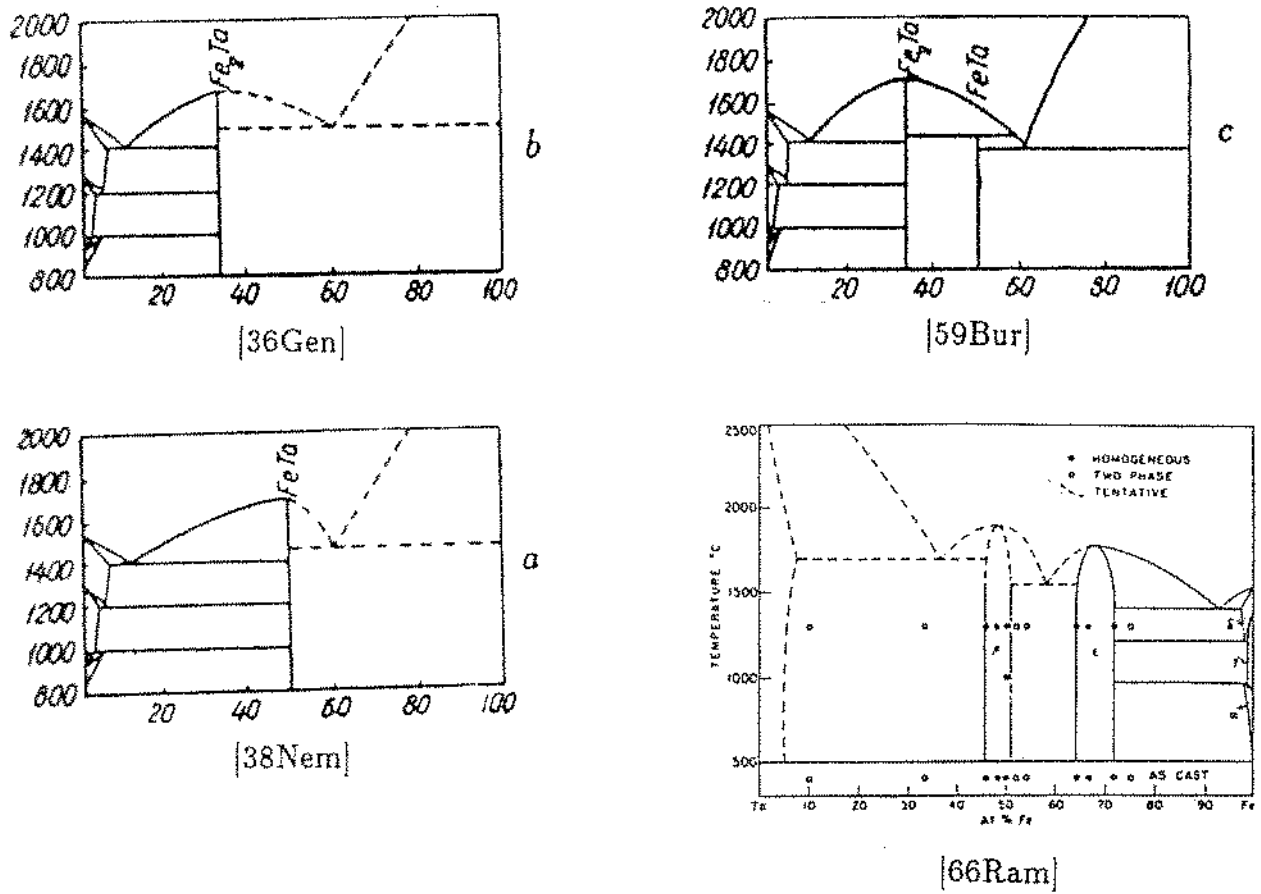 2000
1800
1600
1400
1200
1000
800
20 40 60 80 100
Fe₂Ta
b
[36Gen]
2000
1800
1600
1400
1200
1000
800
20 40 60 80 100
Fe₂Ta
FeTa
c
[59Bur]
2000
1800
1600
1400
1200
1000
800
20 40 60 80 100
FeTa
a
[38Nem]
2500
2000
1500
1000
500
TEMPERATURE °C
HOMOGENEOUS
TWO PHASE
TENTATIVE
AS CAST
Ta 10 20 30 40 50 60 70 80 90 Fe
At % Fe
[66Ram]